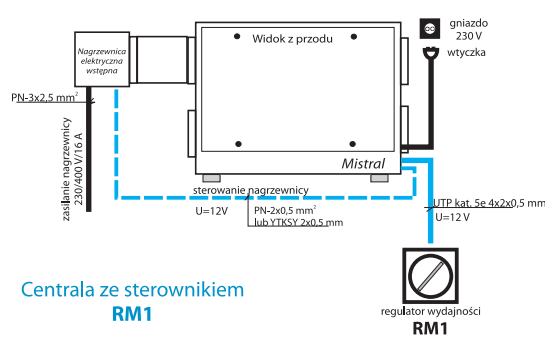 gniazdo
230 V
wtyczka
Widok z przodu
Nagrzewnica
elektryczna
wstępna
PN-3x2,5 mm²
zasilanie nagrzewnicy
230/400 V/16 A
Mistral
sterowanie nagrzewnicy
U=12V
PN-2x0,5 mm²
lub YTKSY 2x0,5 mm
UTP kat. 5e 4x2x0,5 mm
U=12 V
Centrala ze sterownikiem
RM1
regulator wydajności
RM1